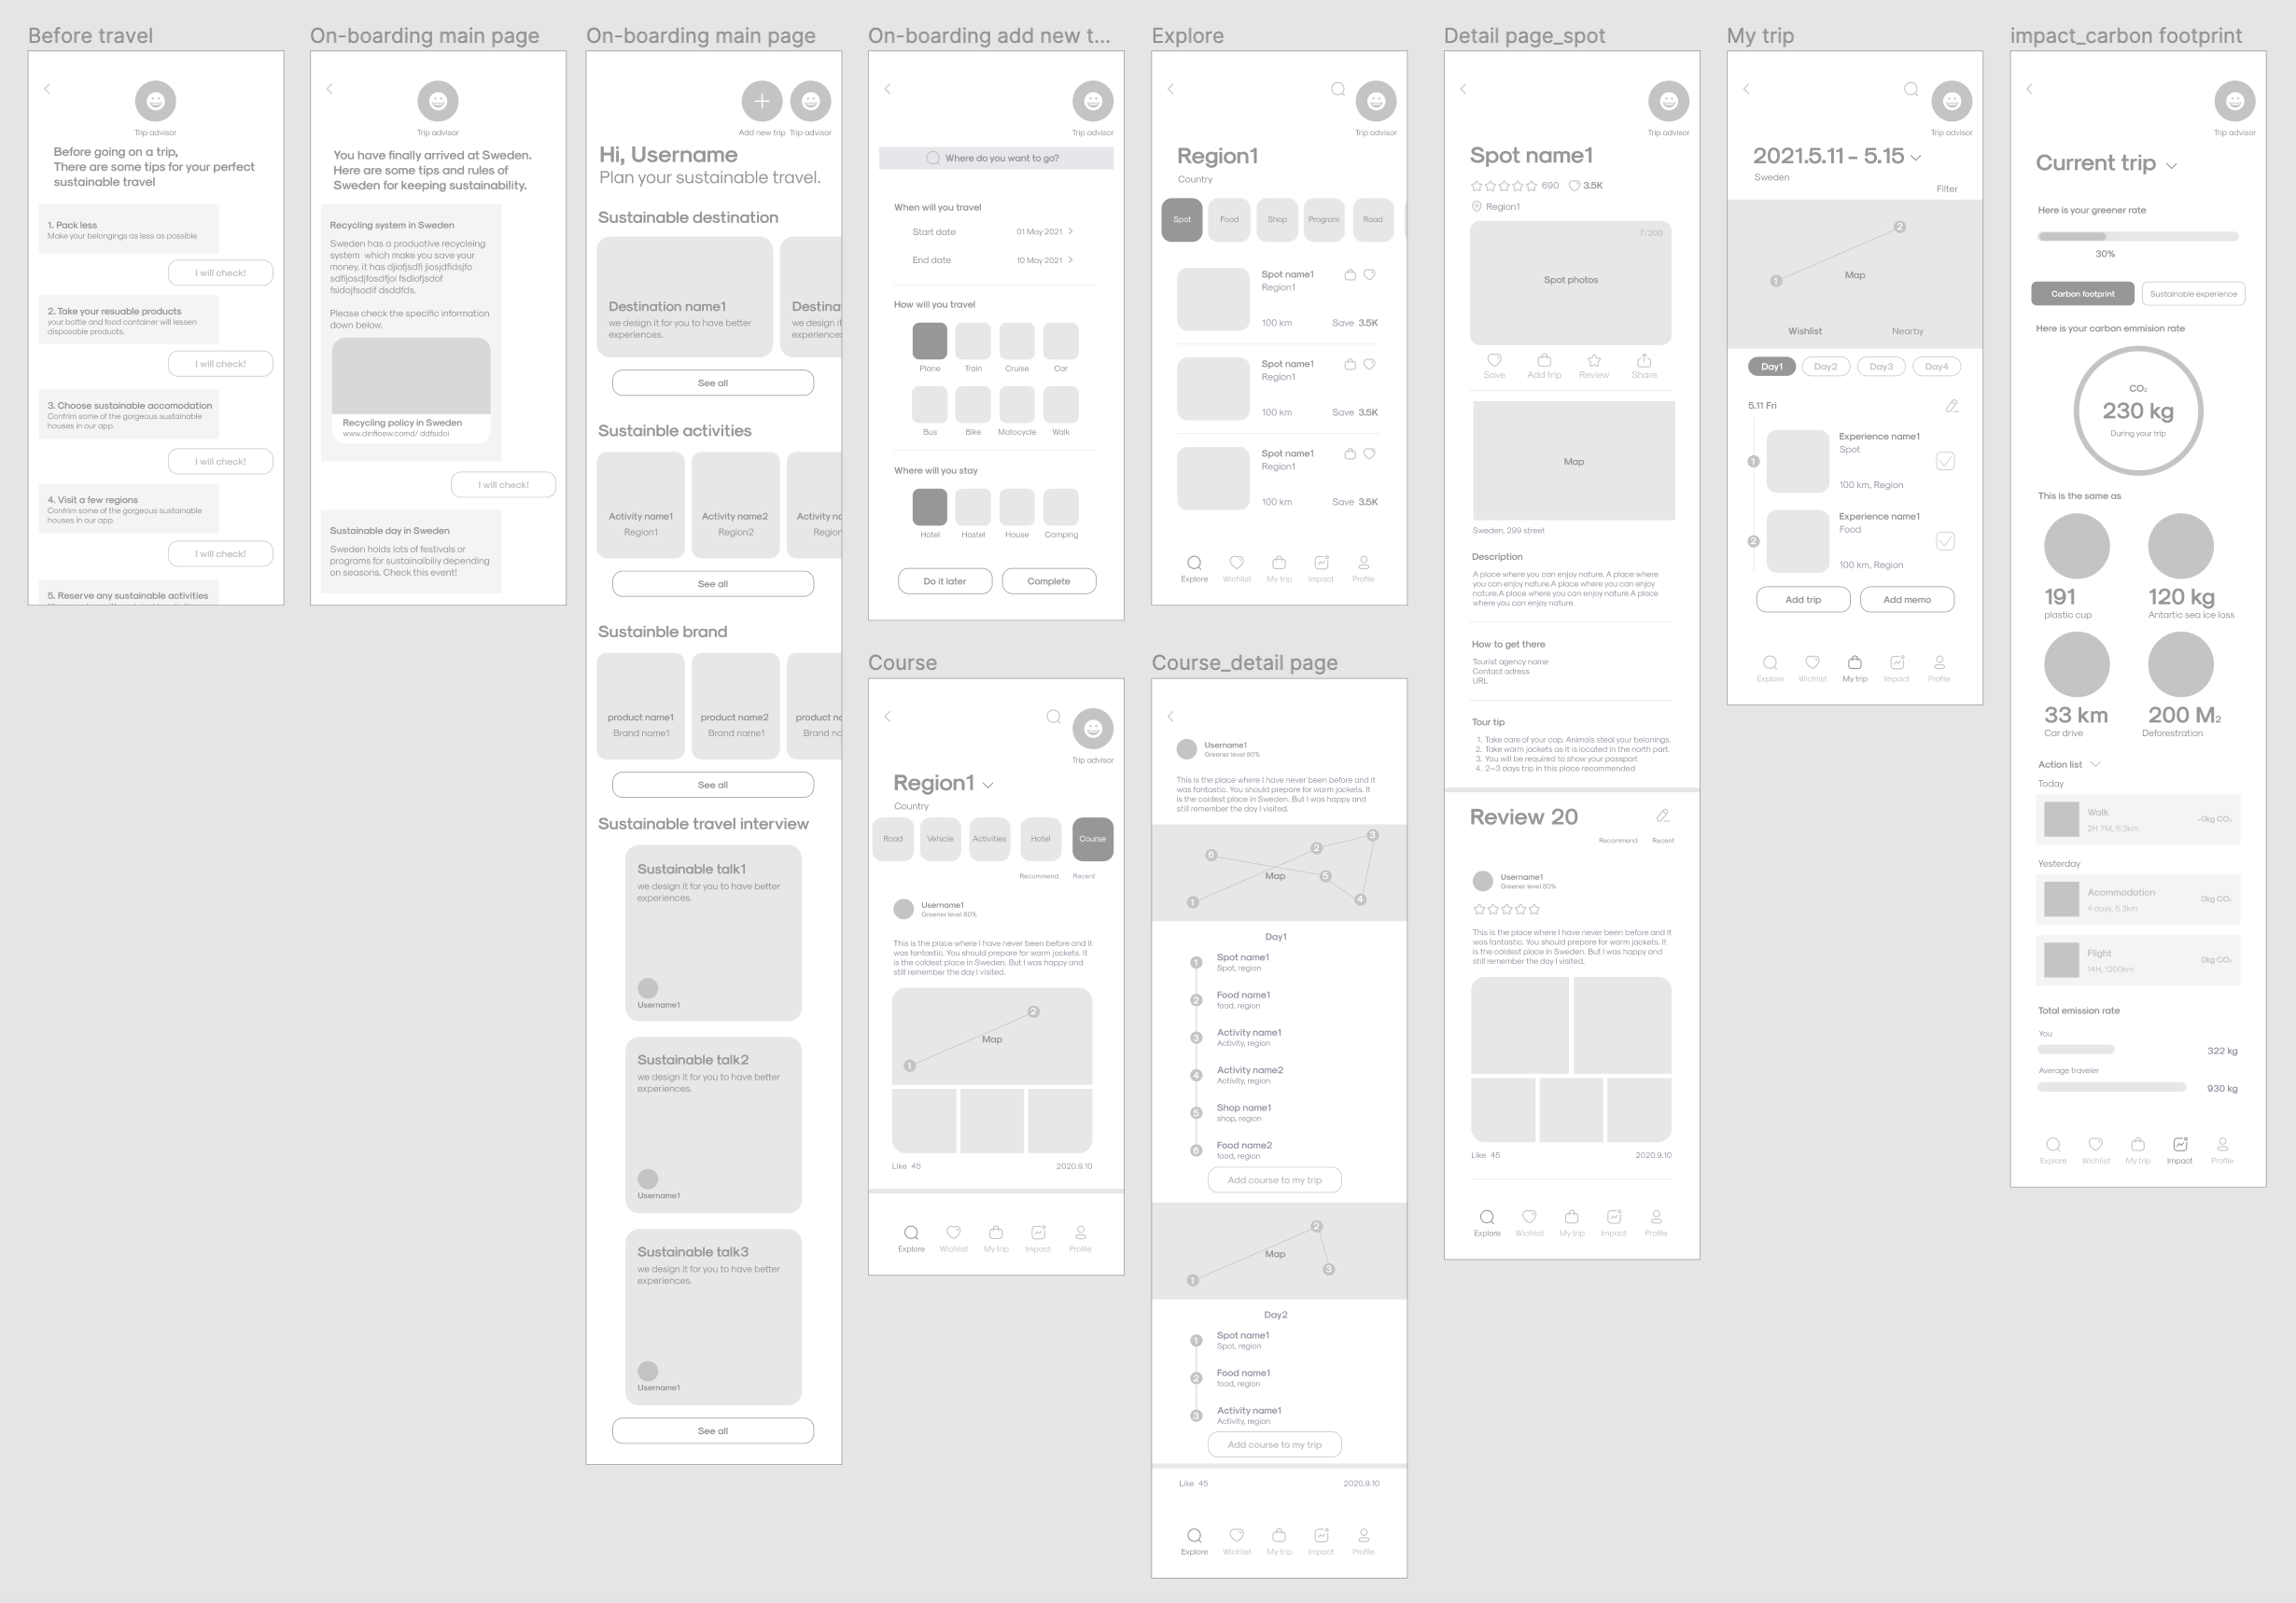 Before travel
Trip advisor
Before going on a trip,
There are some tips for your perfect
sustainable travel
1. Pack less
Make your belongings as less as possible
I will check!
2. Take your resuable products
your bottle and food container will lessen
disposable products.
I will check!
3. Choose sustainable accomodation
Confrim some of the gorgeous sustainable
houses in our app.
I will check!
4. Visit a few regions
Confrim some of the gorgeous sustainable
houses in our app.
I will check!
5. Reserve any sustainable activities
On-boarding main page
Trip advisor
You have finally arrived at Sweden.
Here are some tips and rules of
Sweden for keeping sustainability.
Recycling system in Sweden
Sweden has a productive recycleing
system which make you save your
money. it has djiofjsdfi jiosjdfidsjfo
sdfijosdjfosdfjoi fsdiofjsdof
fsidojfsodif dsddfds.
Please check the specific information
down below.
Recycling policy in Sweden
www.dinfioew.comd/ ddfsidoi
I will check!
Sustainable day in Sweden
Sweden holds lots of festivals or
programs for sustainalbiliy depending
on seasons. Check this event!
On-boarding main page
Add new trip Trip advisor
Hi, Username
Plan your sustainable travel.
Sustainable destination
Destination name1
we design it for you to have better
experiences.
Destina
we design it
experiences
See all
Sustainble activities
Activity name1
Region1
Activity name2
Region2
Activity na
Region
See all
Sustainble brand
product name1
Brand name1
product name2
Brand name1
product na
Brand na
See all
Sustainable travel interview
Sustainable talk1
we design it for you to have better
experiences.
Username1
Sustainable talk2
we design it for you to have better
experiences.
Username1
Sustainable talk3
we design it for you to have better
experiences.
Username1
See all
On-boarding add new t...
Trip advisor
Where do you want to go?
When will you travel
Start date 01 May 2021
End date 10 May 2021
How will you travel
Plane Train Cruise Car
Bus Bike Motocycle Walk
Where will you stay
Hotel Hostel House Comping
Do it later Complete
Course
Trip advisor
Region1
Country
Road Vehicle Activities Hotel Course
Recommend Recent
Username1
Greener level 80%
This is the place where I have never been before and it
was fantastic. You should prepare for warm jackets. It
is the coldest place in Sweden. But I was happy and
still remember the day I visited.
2
Map
1
Like 45 2020.9.10
Explore Wichlist My trip Impact Profile
Explore
Trip advisor
Region1
Country
Spot Food Shop Program Road
Spot name1
Region1
100 km Save 3.5K
Spot name1
Region1
100 km Save 3.5K
Spot name1
Region1
100 km Save 3.5K
Explore Wichlist My trip Impact Profile
Course_detail page
Username1
Greener level 80%
This is the place where I have never been before and it
was fantastic. You should prepare for warm jackets. It
is the coldest place in Sweden. But I was happy and
still remember the day I visited.
3
2
6
Map
5
4
1
Day1
1 Spot name1
Spot, region
2 Food name1
food, region
3 Activity name1
Activity, region
4 Activity name2
Activity, region
5 Shop name1
shop, region
6 Food name2
food, region
Add course to my trip
2
Map
3
1
Day2
1 Spot name1
Spot, region
2 Food name1
food, region
3 Activity name1
Activity, region
Add course to my trip
Like 45 2020.9.10
Explore Wichlist My trip Impact Profile
Detail page_spot
Trip advisor
Spot name1
690 3.5K
Region1
7/200
Spot photos
Save Add trip Review Share
Map
Sweden, 299 street
Description
A place where you can enjoy nature. A place where
you can enjoy nature.A place where you can enjoy
nature.A place where you can enjoy nature.A place
where you can enjoy nature.
How to get there
Tourist agency name
Contact adress
URL
Tour tip
1. Take care of your cap. Animals steal your belonings.
2. Take warm jackets as it is located in the north part.
3. You will be required to show your passport
4. 2~3 days trip in this place recommended
Review 20
Recommend Recent
Username1
Greener level 80%
This is the place where I have never been before and it
was fantastic. You should prepare for warm jackets. It
is the coldest place in Sweden. But I was happy and
still remember the day I visited.
Like 45 2020.9.10
Explore Wichlist My trip Impact Profile
My trip
Trip advisor
2021.5.11 - 5.15
Sweden
Filter
2
Map
1
Wishlist Nearby
Day1 Day2 Day3 Day4
5.11 Fri
1
Experience name1
Spot
100 km, Region
2
Experience name1
Food
100 km, Region
Add trip Add memo
Explore Wichlist My trip Impact Profile
impact_carbon footprint
Trip advisor
Current trip
Here is your greener rate
30%
Carbon footprint Sustainable experience
Here is your carbon emmision rate
CO₂
230 kg
During your trip
This is the same as
191
plastic cup
120 kg
Antartic sea ice loss
33 km
Car drive
200 M₂
Deforestration
Action list
Today
Walk
2H 7M, 6.3km
-0kg CO₂
Yesterday
Acommodation
4 days, 6.3km
0kg CO₂
Flight
14H, 1200km
0kg CO₂
Total emission rate
You
322 kg
Average traveler
930 kg
Explore Wichlist My trip Impact Profile